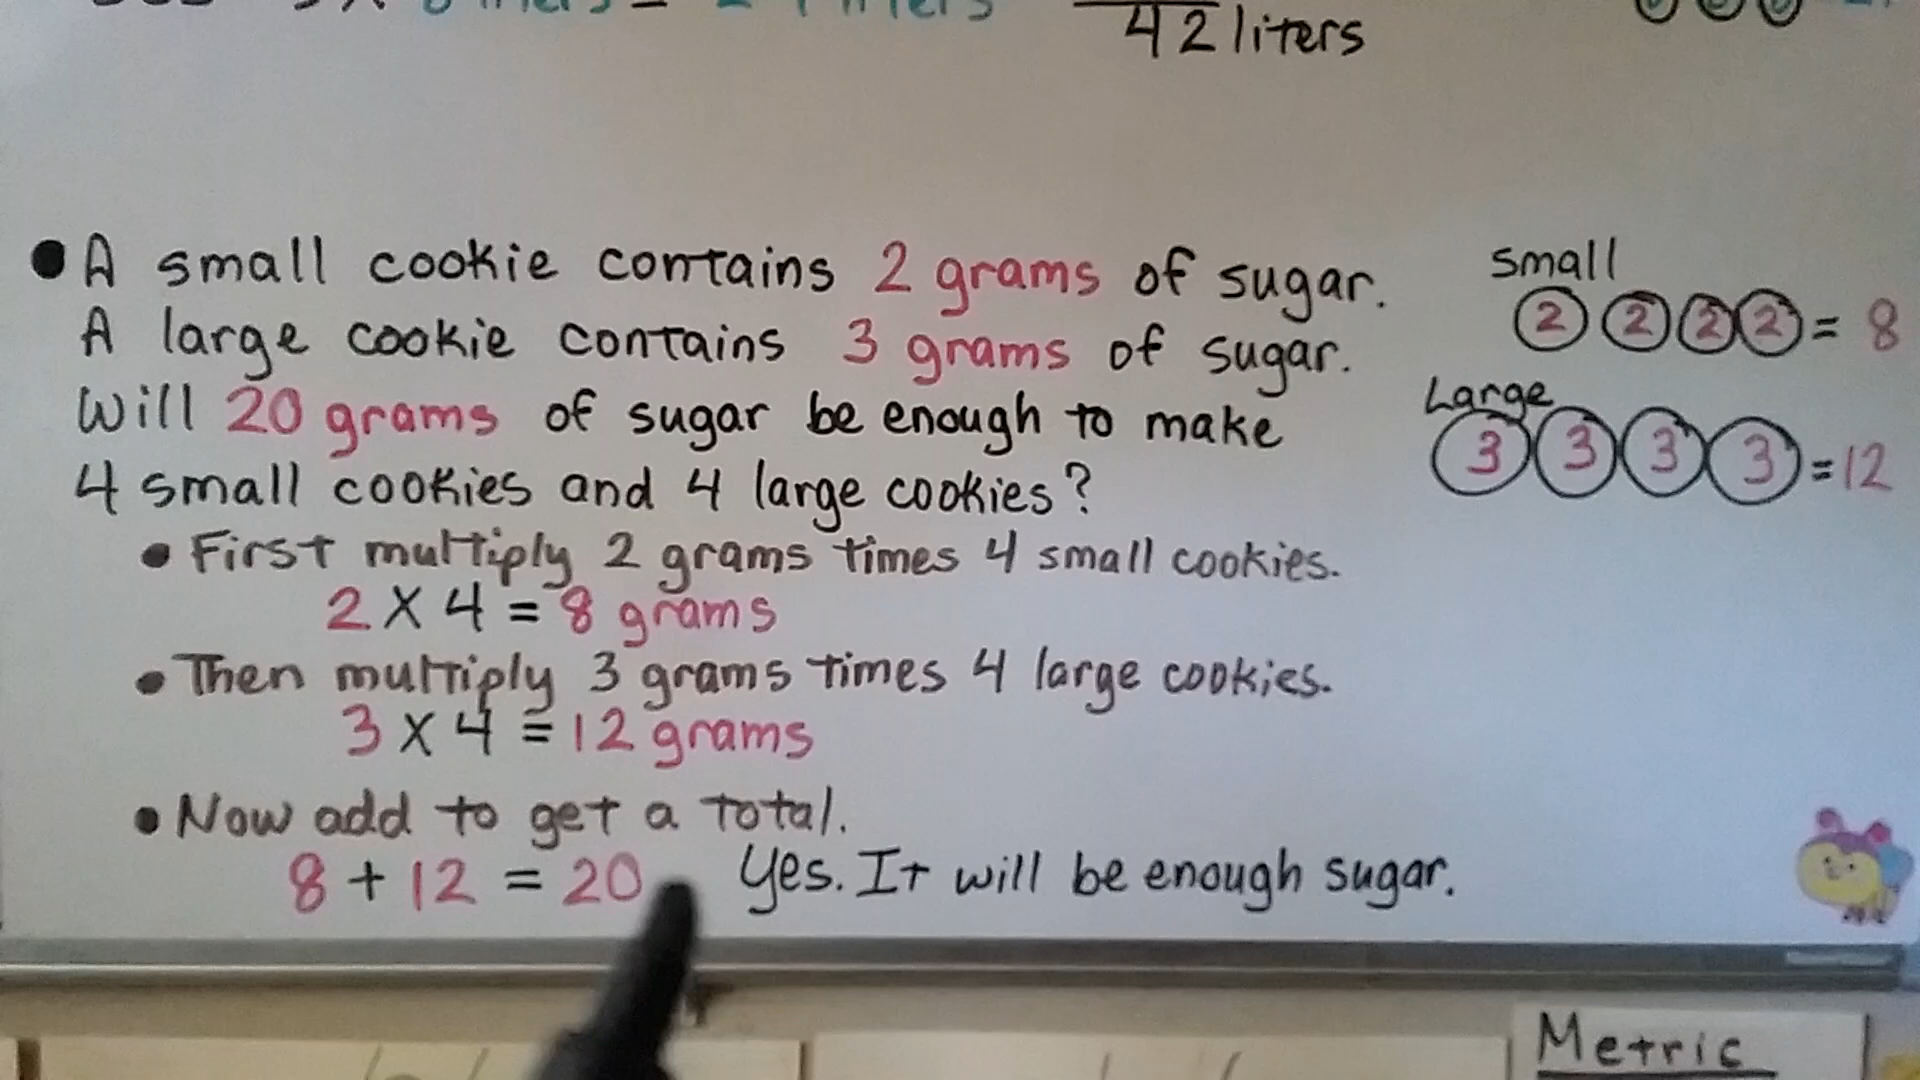 42 liters
• A small cookie contains 2 grams of sugar.
A large cookie contains 3 grams of sugar.
Will 20 grams of sugar be enough to make
4 small cookies and 4 large cookies?
• First multiply 2 grams times 4 small cookies.
2 X 4 = 8 grams
• Then multiply 3 grams times 4 large cookies.
3 X 4 = 12 grams
• Now add to get a total.
8 + 12 = 20 Yes. It will be enough sugar.
small
2 2 2 2 = 8
Large
3 3 3 3 = 12
Metric